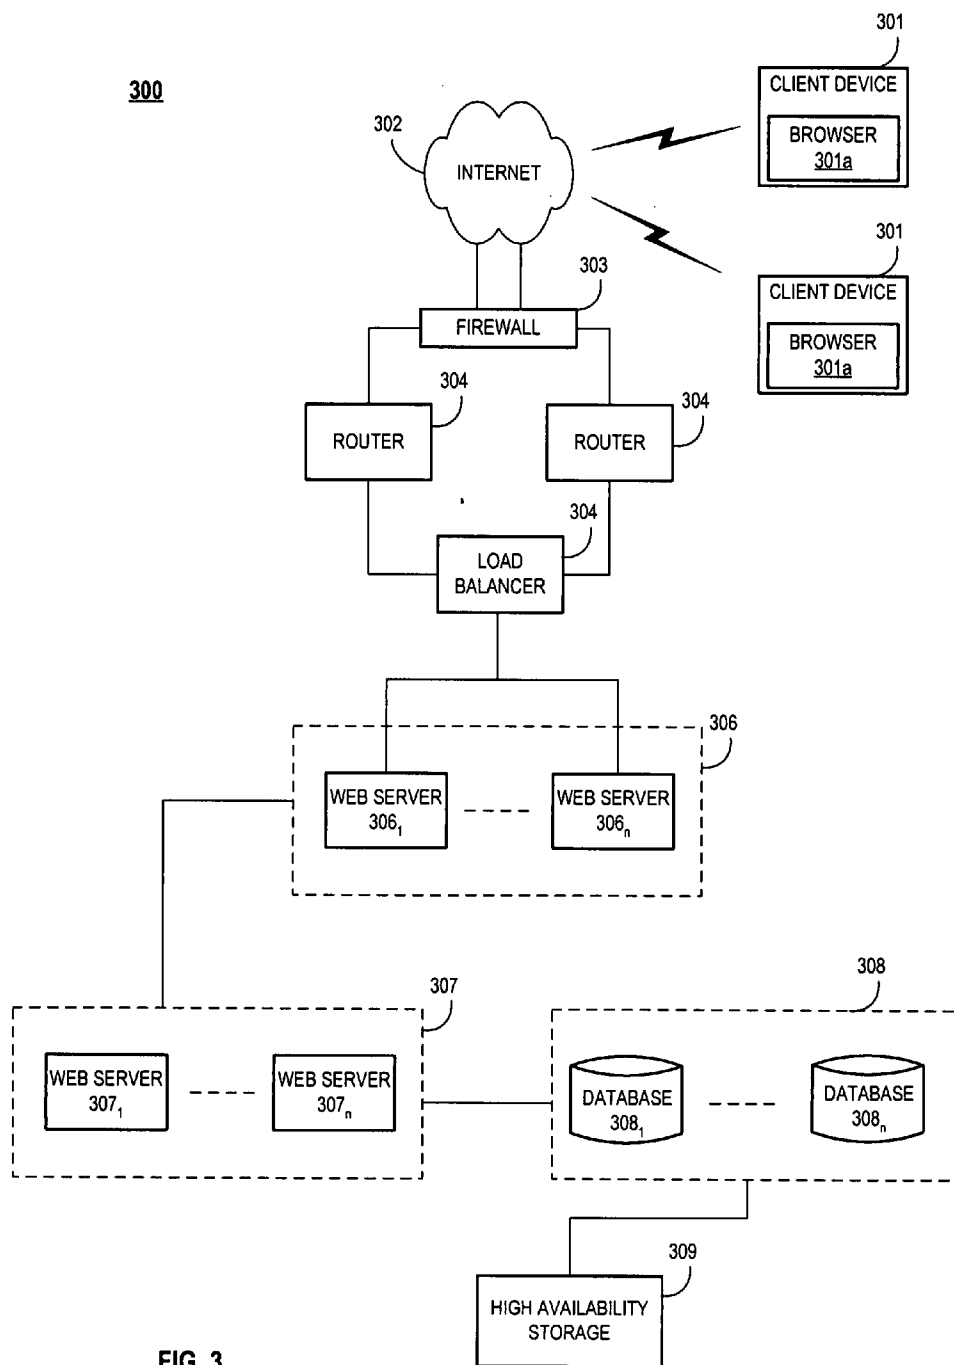 300
301
CLIENT DEVICE
BROWSER
301a
302
INTERNET
301
CLIENT DEVICE
BROWSER
301a
303
FIREWALL
304
ROUTER
304
ROUTER
304
LOAD
BALANCER
306
WEB SERVER
306₁
WEB SERVER
306ₙ
307
WEB SERVER
307₁
WEB SERVER
307ₙ
308
DATABASE
308₁
DATABASE
308ₙ
309
HIGH AVAILABILITY
STORAGE
FIG. 3